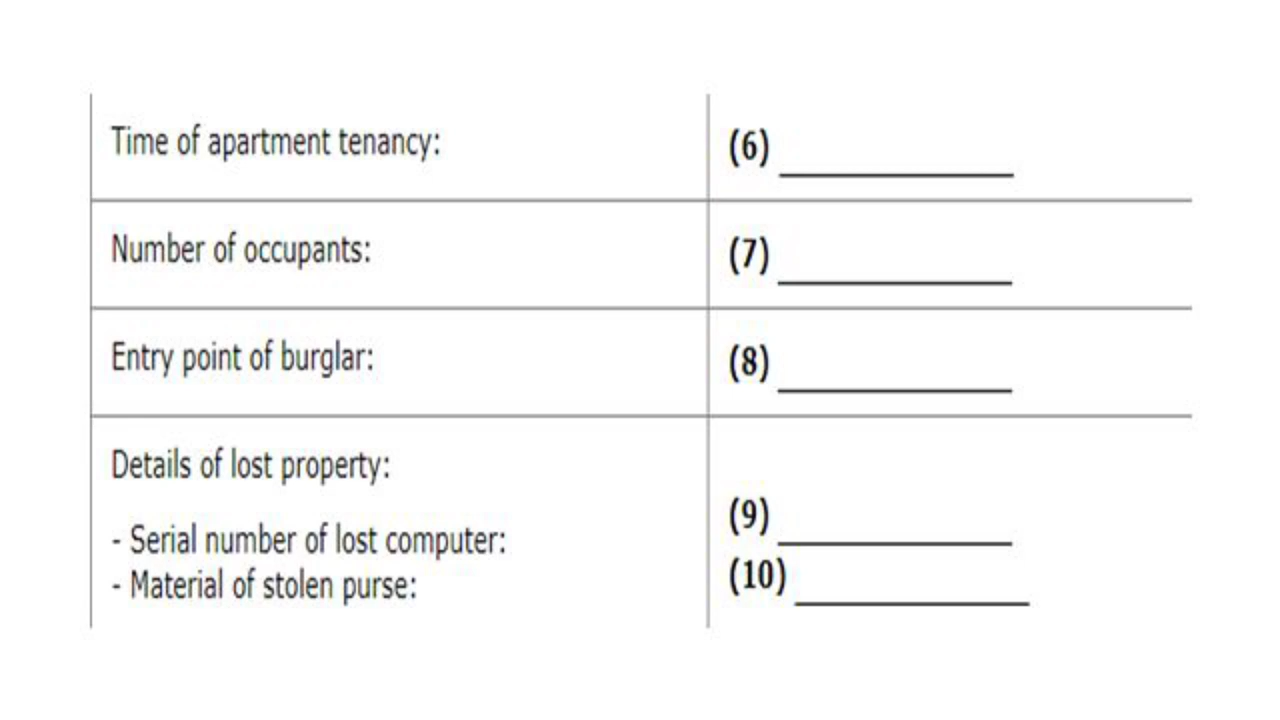 Time of apartment tenancy:
(6) ____________
Number of occupants:
(7) ____________
Entry point of burglar:
(8) ____________
Details of lost property:
- Serial number of lost computer:
(9) ____________
- Material of stolen purse:
(10) ____________